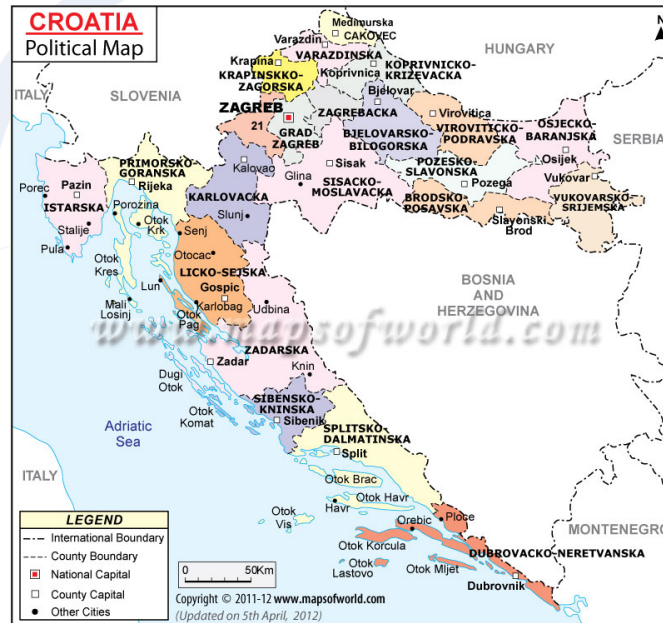 CROATIA
Political Map
N
Medimurska
CAKOVEC
Varazdin
VARAZDINSKA
HUNGARY
Krapina
KRAPINSKKO-
ZAGORSKA
Koprivnica
KOPRIVNICKO-
KRIZEVACKA
ITALY
SLOVENIA
Bjelovar
ZAGREB
ZAGREBACKA
Virovitica
21
GRAD
ZAGREB
BJELOVARSKO-
BILOGORSKA
VIROVITICKO-
PODRAVSKA
OSJECKO-
BARANJSKA
SERBIA
PRIMORSKO-
GORANSKA
Kalovac
Sisak
Osijek
POZESKO-
SLAVONSKA
Pazin
Rijeka
Glina
SISACKO-
MOSLAVACKA
Pozega
Vukovar
Porec
ISTARSKA
Porozina
KARLOVACKA
BRODSKO-
POSAVSKA
VUKOVARSKO-
SRIJEMSKA
Stalije
Otok
Krk
Senj
Slunj
Slavonski
Brod
Pula
Otocac
Otok
Kres
LICKO-SEJSKA
Lun
Gospic
BOSNIA
AND
HERZEGOVINA
Mali
Losinj
Karlobag
Udbina
Otok
Pag
www.mapsofworld.com
ZADARSKA
Zadar
Knin
Dugi
Otok
SIBENSKO-
KNINSKA
Otok
Komat
Sibenik
Adriatic
Sea
SPLITSKO-
DALMATINSKA
Split
ITALY
Otok Brac
Otok Havr
Havr
Otok
Vis
Orebic
Ploce
MONTENEGRO
Otok Korcula
DUBROVACKO-NERETVANSKA
Otok
Lastovo
Otok Mljet
Dubrovnik
LEGEND
International Boundary
County Boundary
National Capital
County Capital
Other Cities
0 50Km
Copyright © 2011-12 www.mapsofworld.com
(Updated on 5th April, 2012)